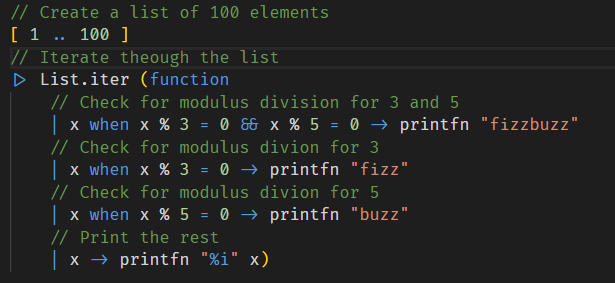 // Create a list of 100 elements
[ 1 .. 100 ]
// Iterate theough the list
|> List.iter (function
    // Check for modulus division for 3 and 5
    | x when x % 3 = 0 && x % 5 = 0 -> printfn "fizzbuzz"
    // Check for modulus divion for 3
    | x when x % 3 = 0 -> printfn "fizz"
    // Check for modulus divion for 5
    | x when x % 5 = 0 -> printfn "buzz"
    // Print the rest
    | x -> printfn "%i" x)